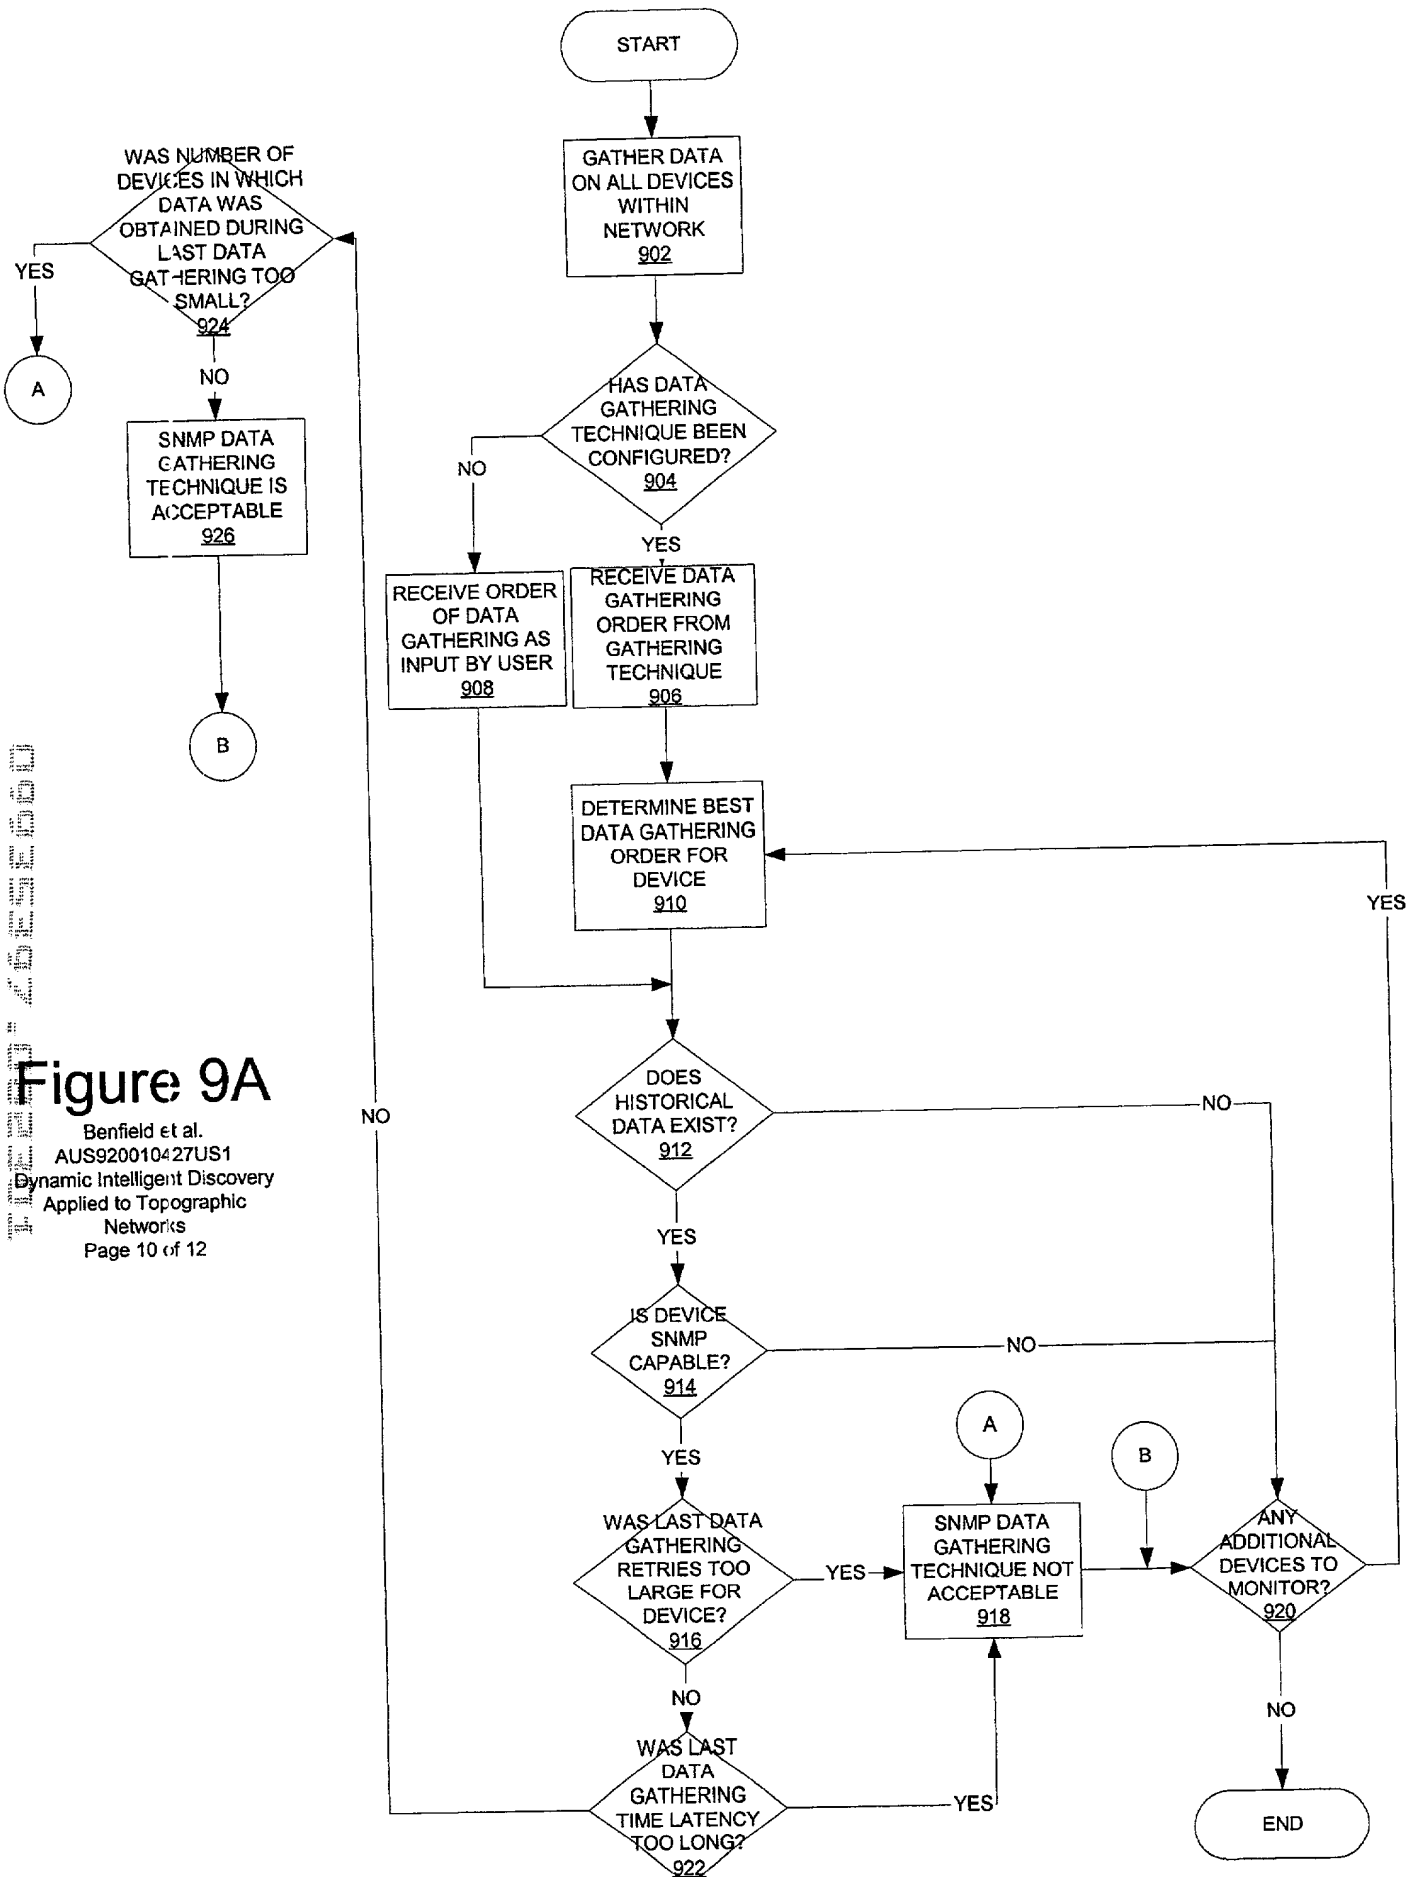 START
GATHER DATA
ON ALL DEVICES
WITHIN
NETWORK
902
WAS NUMBER OF
DEVICES IN WHICH
DATA WAS
OBTAINED DURING
LAST DATA
GATHERING TOO
SMALL?
924
YES
A
NO
SNMP DATA
GATHERING
TECHNIQUE IS
ACCEPTABLE
926
B
HAS DATA
GATHERING
TECHNIQUE BEEN
CONFIGURED?
904
NO
YES
RECEIVE ORDER
OF DATA
GATHERING AS
INPUT BY USER
908
RECEIVE DATA
GATHERING
ORDER FROM
GATHERING
TECHNIQUE
906
DETERMINE BEST
DATA GATHERING
ORDER FOR
DEVICE
910
YES
DOES
HISTORICAL
DATA EXIST?
912
NO
NO
YES
Figure 9A
Benfield et al.
AUS920010427US1
Dynamic Intelligent Discovery
Applied to Topographic
Networks
Page 10 of 12
IS DEVICE
SNMP
CAPABLE?
914
NO
YES
A
B
WAS LAST DATA
GATHERING
RETRIES TOO
LARGE FOR
DEVICE?
916
YES
SNMP DATA
GATHERING
TECHNIQUE NOT
ACCEPTABLE
918
ANY
ADDITIONAL
DEVICES TO
MONITOR?
920
NO
NO
WAS LAST
DATA
GATHERING
TIME LATENCY
TOO LONG?
922
YES
END